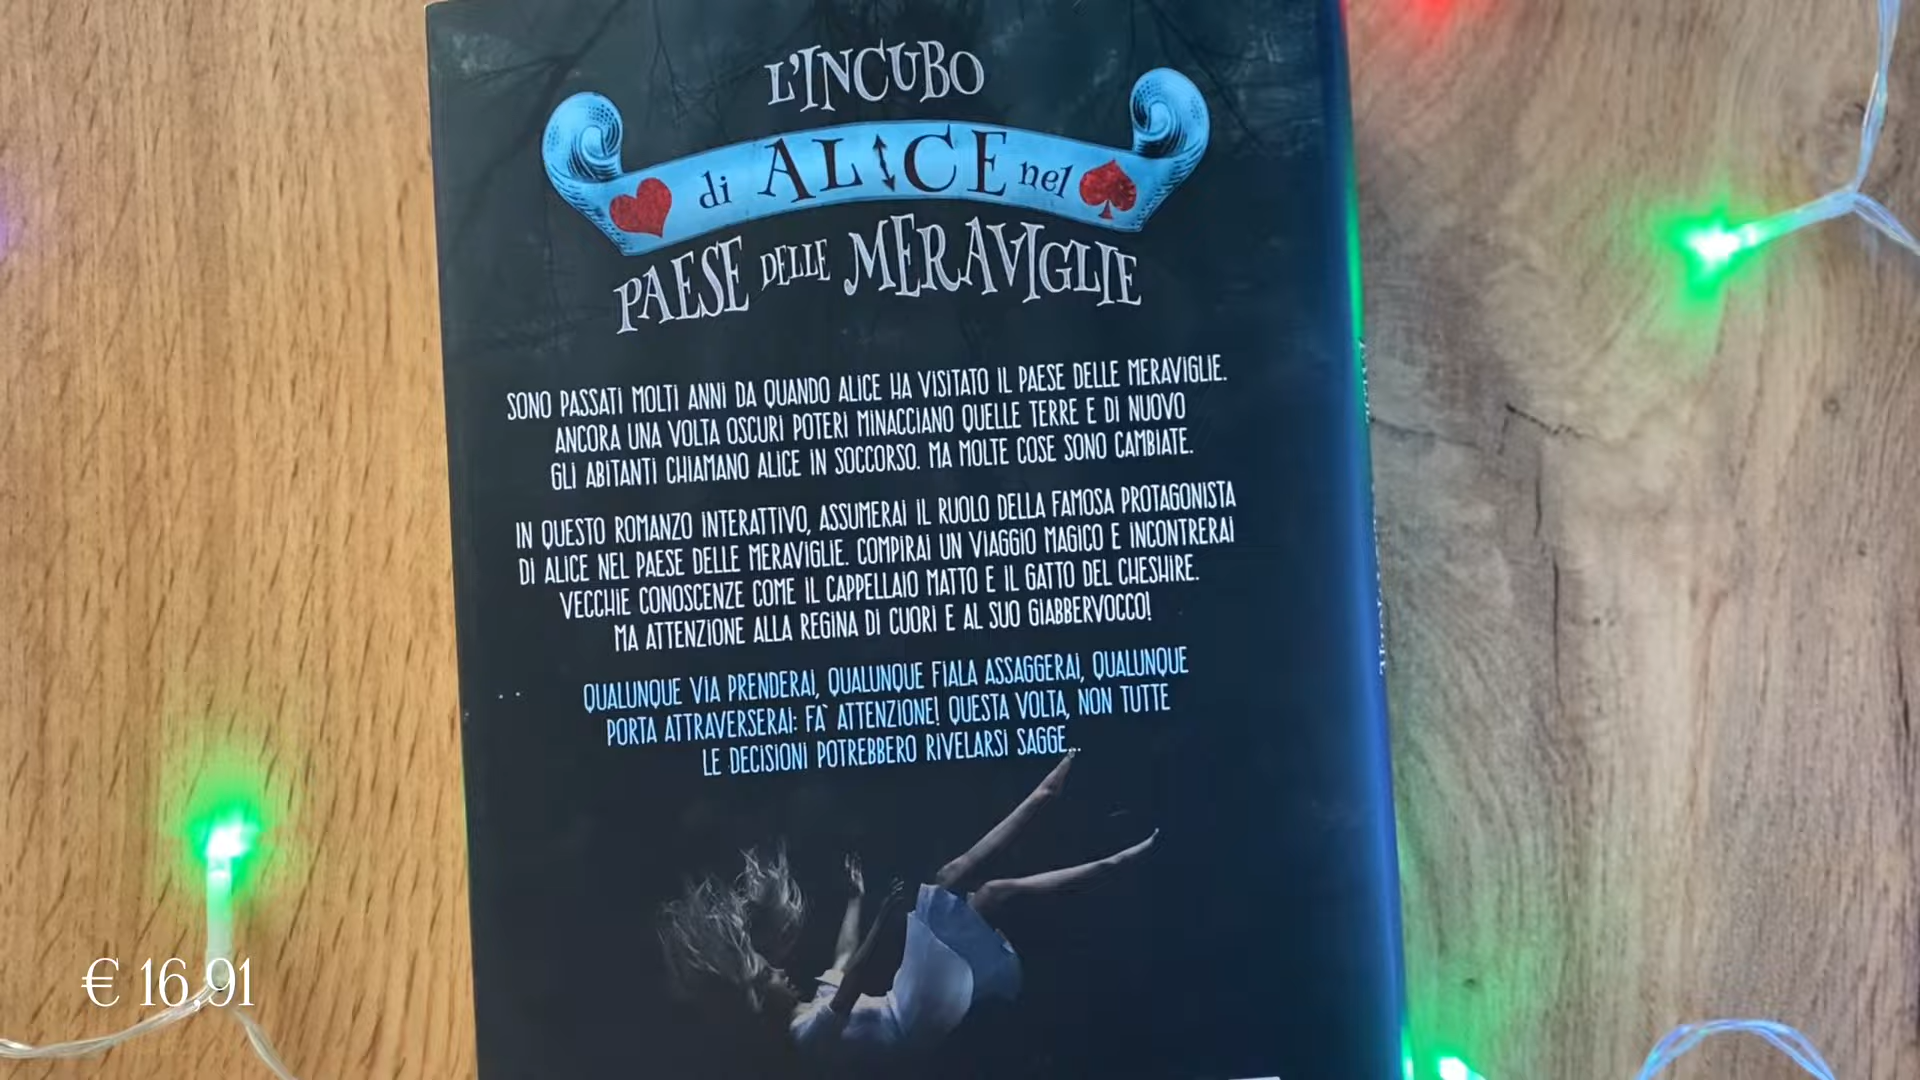 L'INCUBO
di ALICE nel
PAESE DELLE MERAVIGLIE
SONO PASSATI MOLTI ANNI DA QUANDO ALICE HA VISITATO IL PAESE DELLE MERAVIGLIE.
ANCORA UNA VOLTA OSCURI POTERI MINACCIANO QUELLE TERRE E DI NUOVO
GLI ABITANTI CHIAMANO ALICE IN SOCCORSO. MA MOLTE COSE SONO CAMBIATE.
IN QUESTO ROMANZO INTERATTIVO, ASSUMERAI IL RUOLO DELLA FAMOSA PROTAGONISTA
DI ALICE NEL PAESE DELLE MERAVIGLIE. COMPIRAI UN VIAGGIO MAGICO E INCONTRERAI
VECCHIE CONOSCENZE COME IL CAPPELLAIO MATTO E IL GATTO DEL CHESHIRE.
MA ATTENZIONE ALLA REGINA DI CUORI E AL SUO GIABBERVOCCO!
QUALUNQUE VIA PRENDERAI, QUALUNQUE FIALA ASSAGGERAI, QUALUNQUE
PORTA ATTRAVERSERAI: FA` ATTENZIONE! QUESTA VOLTA, NON TUTTE
LE DECISIONI POTREBBERO RIVELARSI SAGGE...
€ 16,91